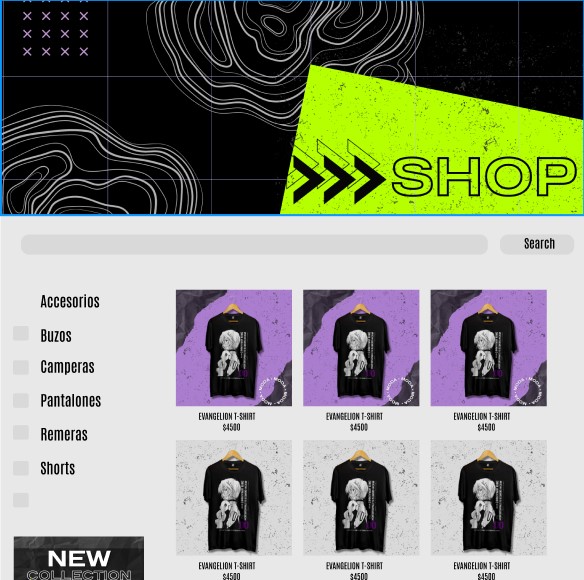 SHOP
Search
Accesorios
Buzos
Camperas
Pantalones
Remeras
Shorts
EVANGELION T-SHIRT
$4500
EVANGELION T-SHIRT
$4500
EVANGELION T-SHIRT
$4500
EVANGELION T-SHIRT
$4500
EVANGELION T-SHIRT
$4500
EVANGELION T-SHIRT
$4500
NEW
COLLECTION